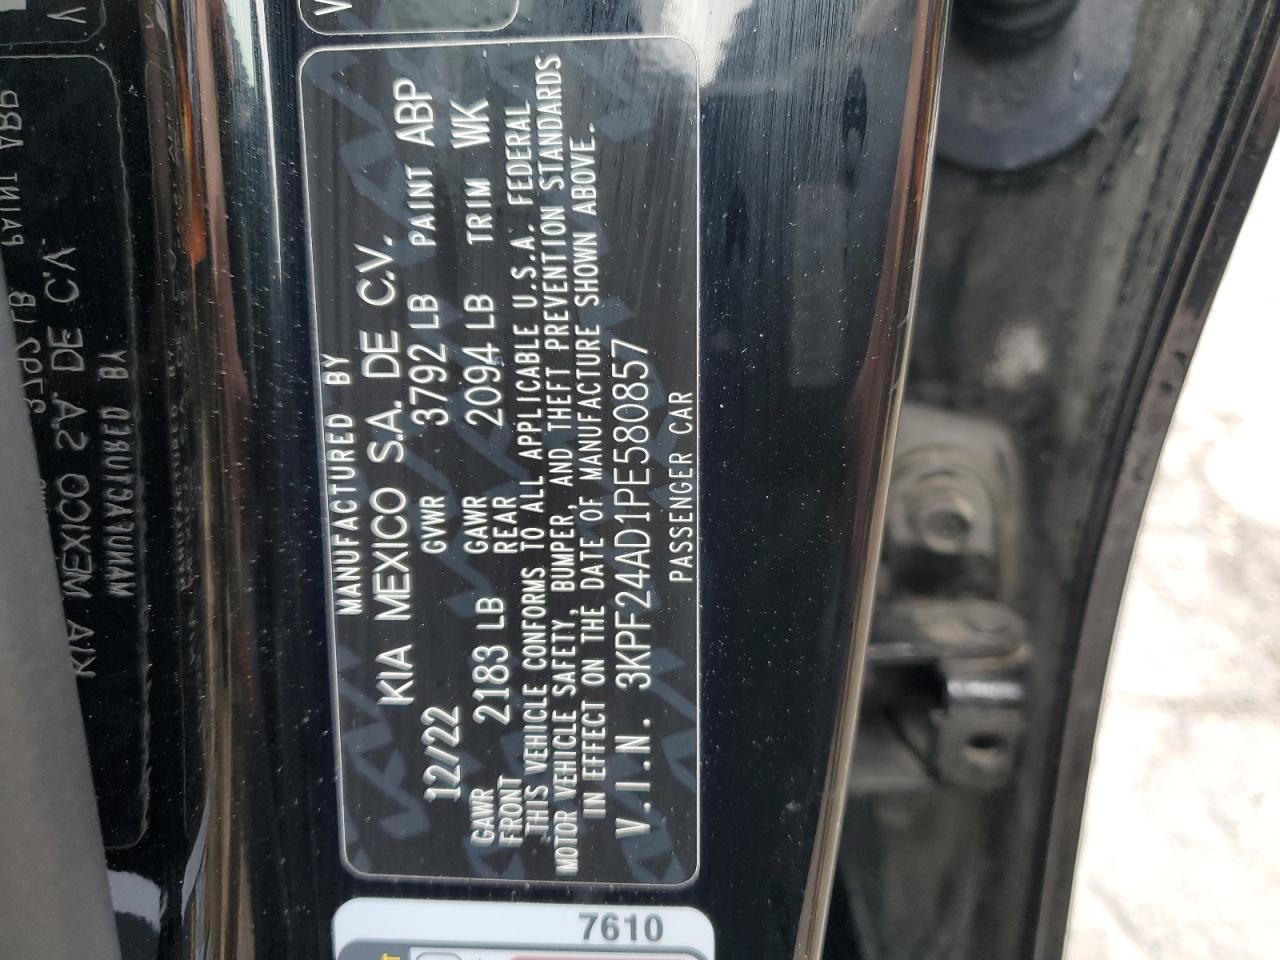 MANUFACTURED BY
KIA MEXICO S.A. DE C.V.
12/22 GVWR 3792 LB PAINT ABP
GAWR FRONT 2183 LB GAWR REAR 2094 LB TRIM WK
THIS VEHICLE CONFORMS TO ALL APPLICABLE U.S.A. FEDERAL
MOTOR VEHICLE SAFETY, BUMPER, AND THEFT PREVENTION STANDARDS
IN EFFECT ON THE DATE OF MANUFACTURE SHOWN ABOVE.
V.I.N. 3KPF24AD1PE580857
PASSENGER CAR
7610